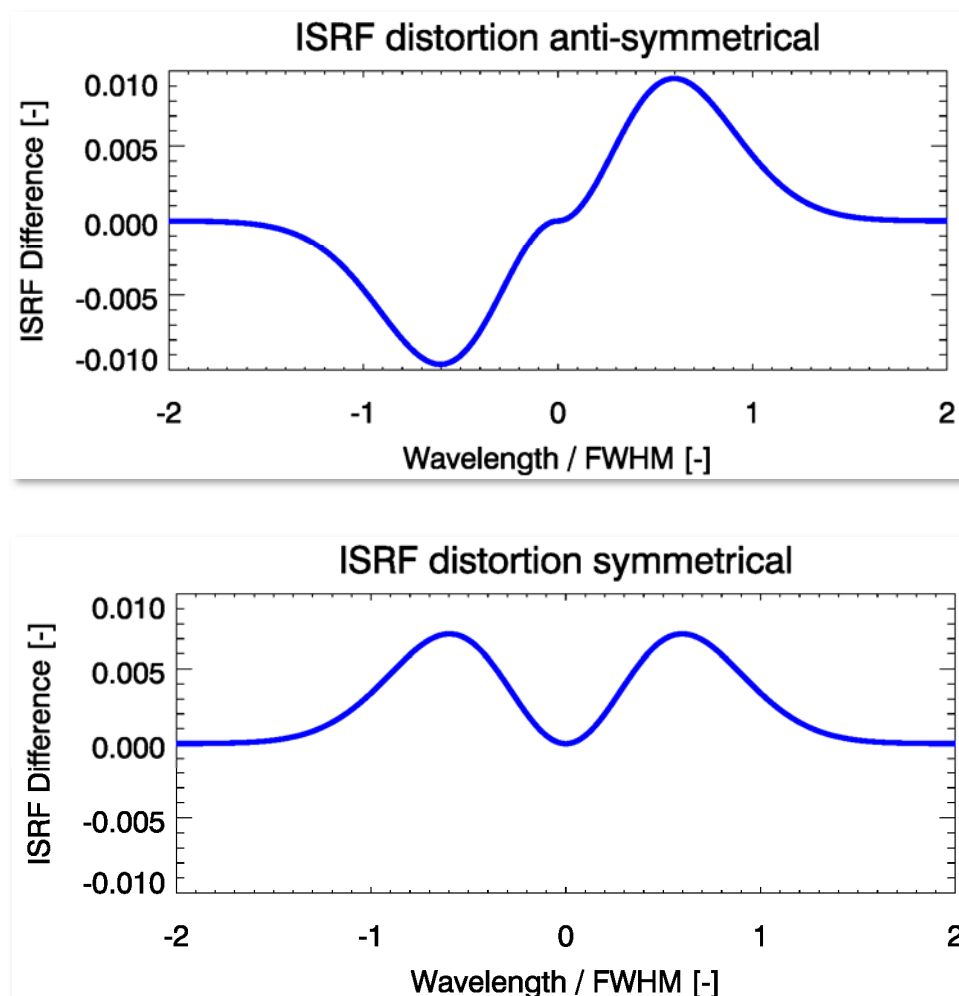 ISRF distortion anti-symmetrical
ISRF Difference [-]
0.010
0.005
0.000
-0.005
-0.010
-2 -1 0 1 2
Wavelength / FWHM [-]
ISRF distortion symmetrical
ISRF Difference [-]
0.010
0.005
0.000
-0.005
-0.010
-2 -1 0 1 2
Wavelength / FWHM [-]